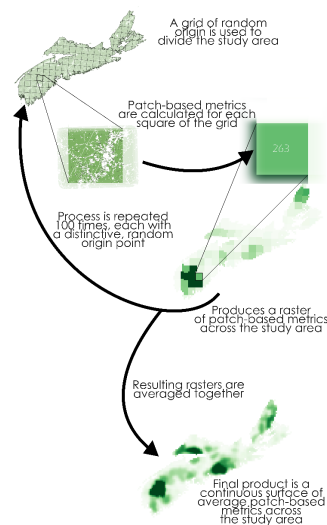 A grid of random
origin is used to
divide the study area
Patch-based metrics
are calculated for each
square of the grid
263
Process is repeated
100 times, each with
a distinctive, random
origin point
Produces a raster
of patch-based metrics
across the study area
Resulting rasters are
averaged together
Final product is a
continuous surface of
average patch-based
metrics across
the study area